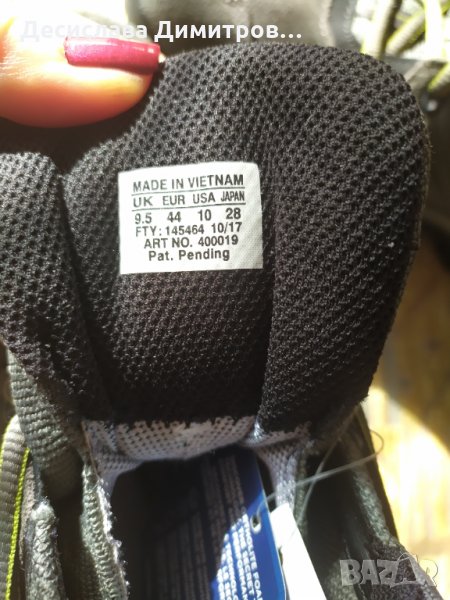 Десислава Димитров...
MADE IN VIETNAM
UK EUR USA JAPAN
9.5 44 10 28
FTY: 145464 10/17
ART NO. 400019
Pat. Pending
BAZAR